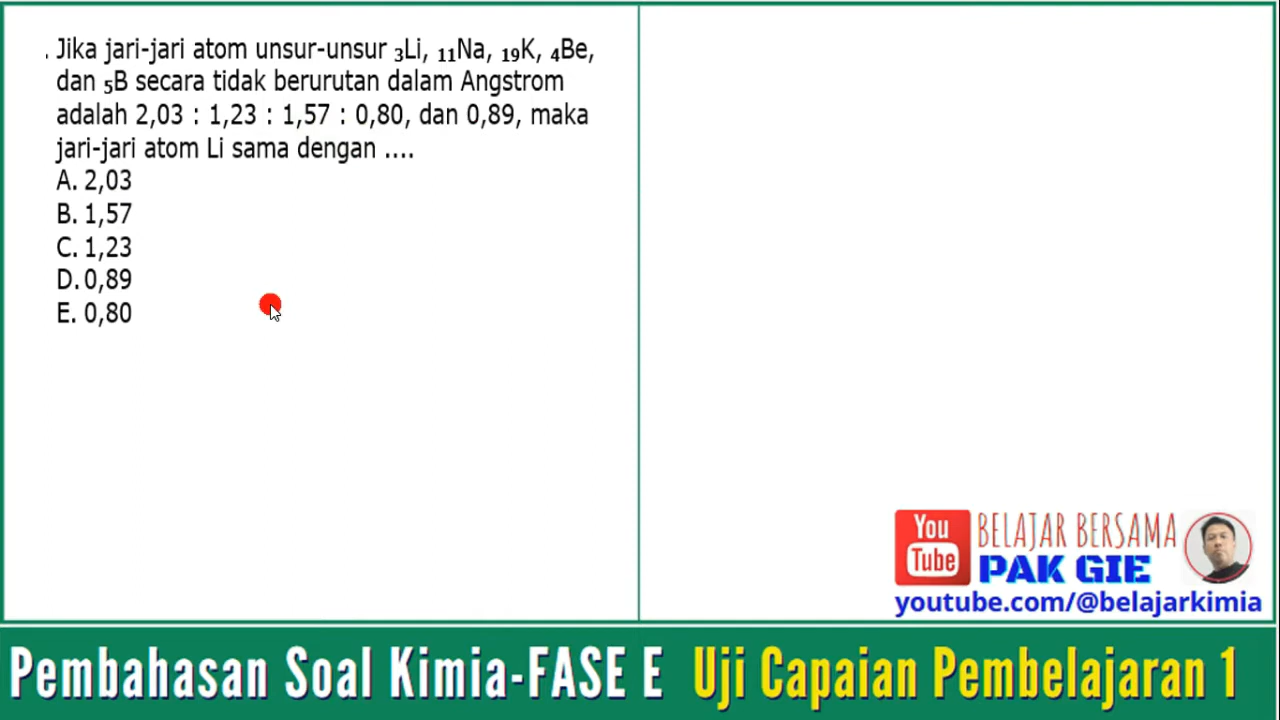 . Jika jari-jari atom unsur-unsur ₃Li, ₁₁Na, ₁₉K, ₄Be,
dan ₅B secara tidak berurutan dalam Angstrom
adalah 2,03 : 1,23 : 1,57 : 0,80, dan 0,89, maka
jari-jari atom Li sama dengan ....
A. 2,03
B. 1,57
C. 1,23
D. 0,89
E. 0,80
You
Tube
BELAJAR BERSAMA
PAK GIE
youtube.com/@belajarkimia
Pembahasan Soal Kimia-FASE E Uji Capaian Pembelajaran 1